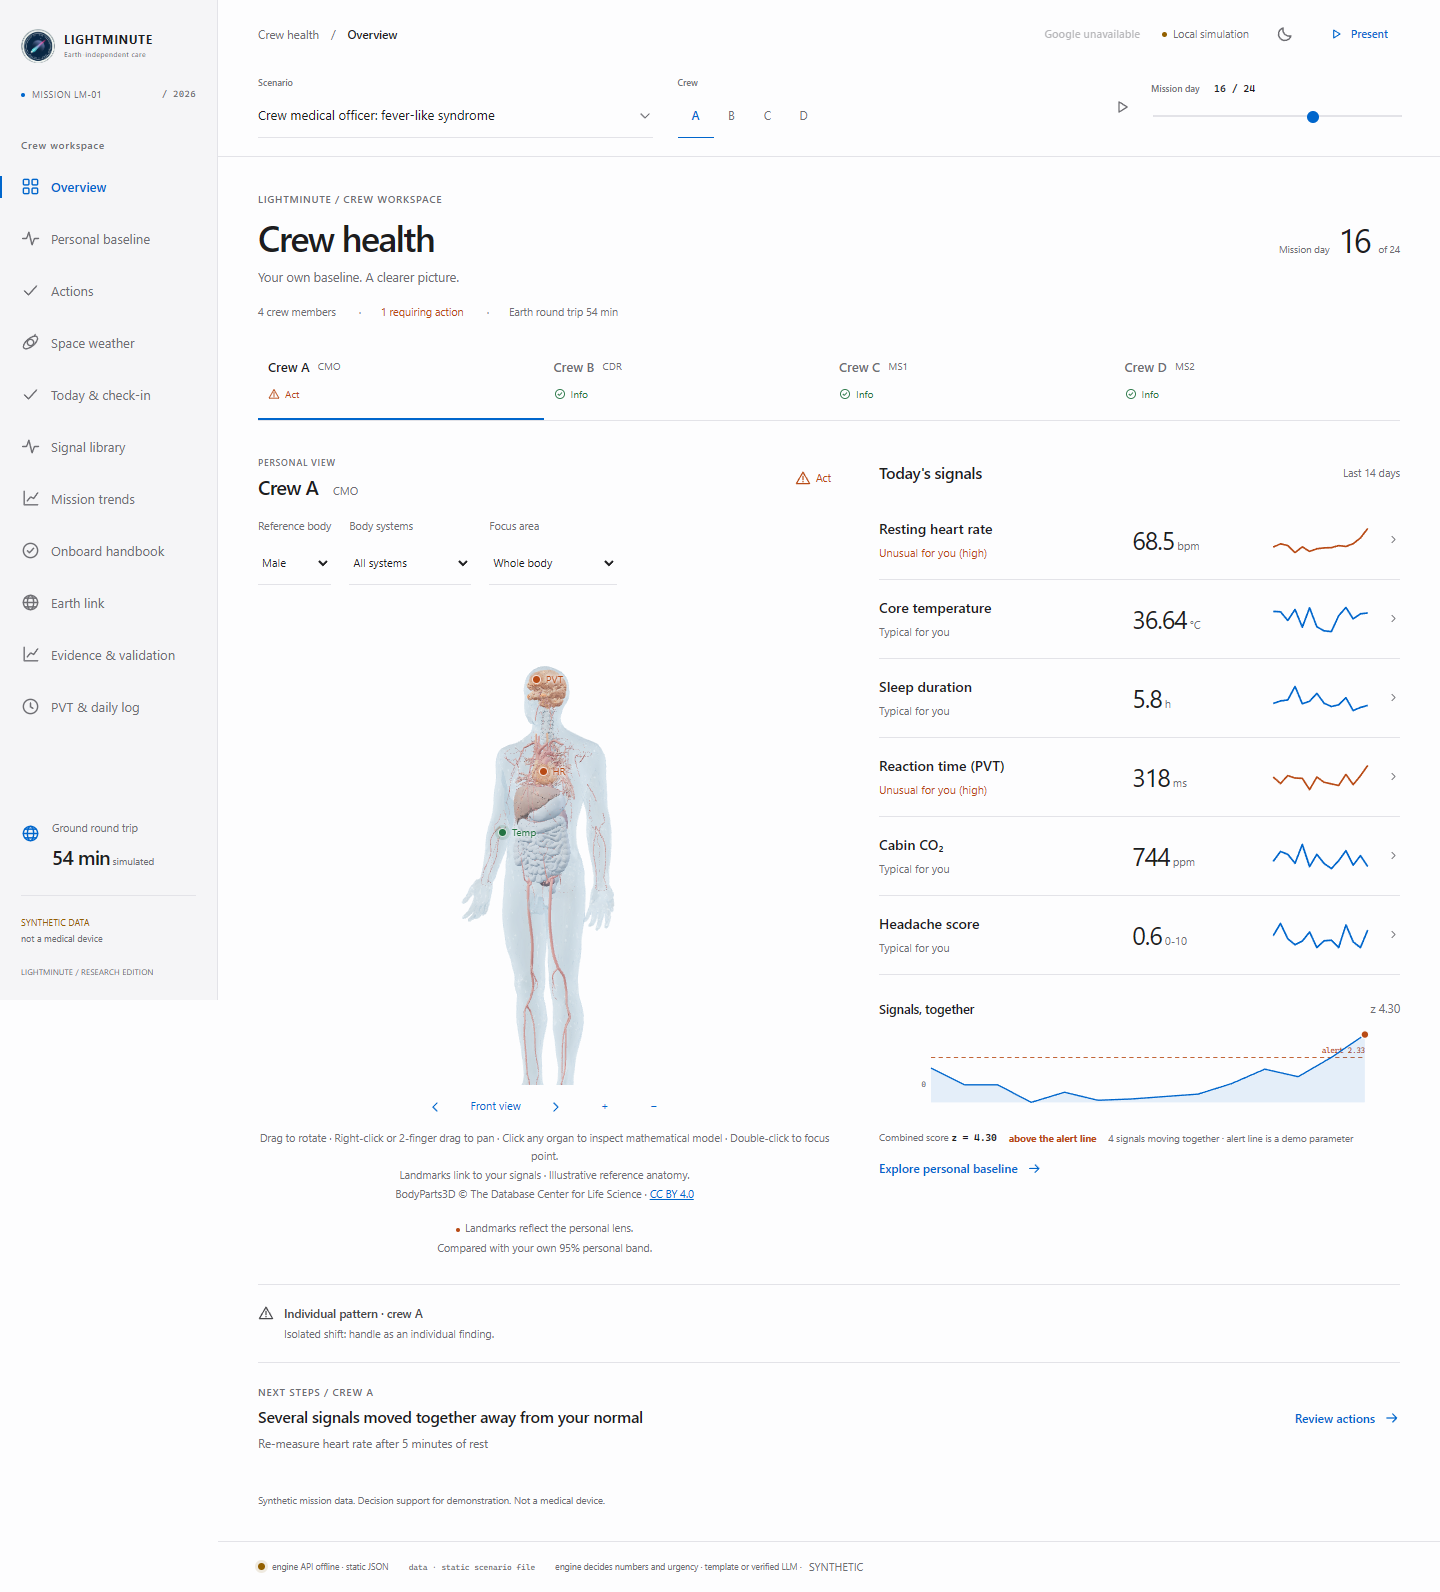 LIGHTMINUTE
Earth independent care
MISSION LM-01 / 2026
Crew workspace
Overview
Personal baseline
Actions
Space weather
Today & check-in
Signal library
Mission trends
Onboard handbook
Earth link
Evidence & validation
PVT & daily log
Ground round trip
54 min simulated
SYNTHETIC DATA
not a medical device
LIGHTMINUTE / RESEARCH EDITION
Crew health / Overview
Google unavailable
Local simulation
Present
Scenario
Crew medical officer: fever-like syndrome
Crew
A B C D
Mission day 16 / 24
LIGHTMINUTE / CREW WORKSPACE
Crew health
Your own baseline. A clearer picture.
4 crew members · 1 requiring action · Earth round trip 54 min
Mission day 16 of 24
Crew A CMO
Act
Crew B CDR
Info
Crew C MS1
Info
Crew D MS2
Info
PERSONAL VIEW
Crew A CMO
Act
Reference body
Male
Body systems
All systems
Focus area
Whole body
PVT
HR
Temp
Front view
+
−
Drag to rotate · Right-click or 2-finger drag to pan · Click any organ to inspect mathematical model · Double-click to focus
point.
Landmarks link to your signals · Illustrative reference anatomy.
BodyParts3D © The Database Center for Life Science · CC BY 4.0
Landmarks reflect the personal lens.
Compared with your own 95% personal band.
Today's signals
Last 14 days
Resting heart rate
Unusual for you (high)
68.5 bpm
Core temperature
Typical for you
36.64 °C
Sleep duration
Typical for you
5.8 h
Reaction time (PVT)
Unusual for you (high)
318 ms
Cabin CO₂
Typical for you
744 ppm
Headache score
Typical for you
0.6 0-10
Signals, together
z 4.30
alert 2.33
0
Combined score z = 4.30 above the alert line 4 signals moving together · alert line is a demo parameter
Explore personal baseline
Individual pattern · crew A
Isolated shift: handle as an individual finding.
NEXT STEPS / CREW A
Several signals moved together away from your normal
Re-measure heart rate after 5 minutes of rest
Review actions
Synthetic mission data. Decision support for demonstration. Not a medical device.
engine API offline · static JSON data · static scenario file engine decides numbers and urgency · template or verified LLM · SYNTHETIC